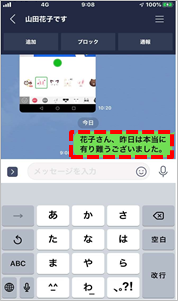 4G 9:08
山田花子です
追加 ブロック 通報
今日
花子さん、昨日は本当に
有り難うございました。
メッセージを入力
→ あ か さ
た な は 空白
ABC ま や ら
改行
^^ わ 、。?!